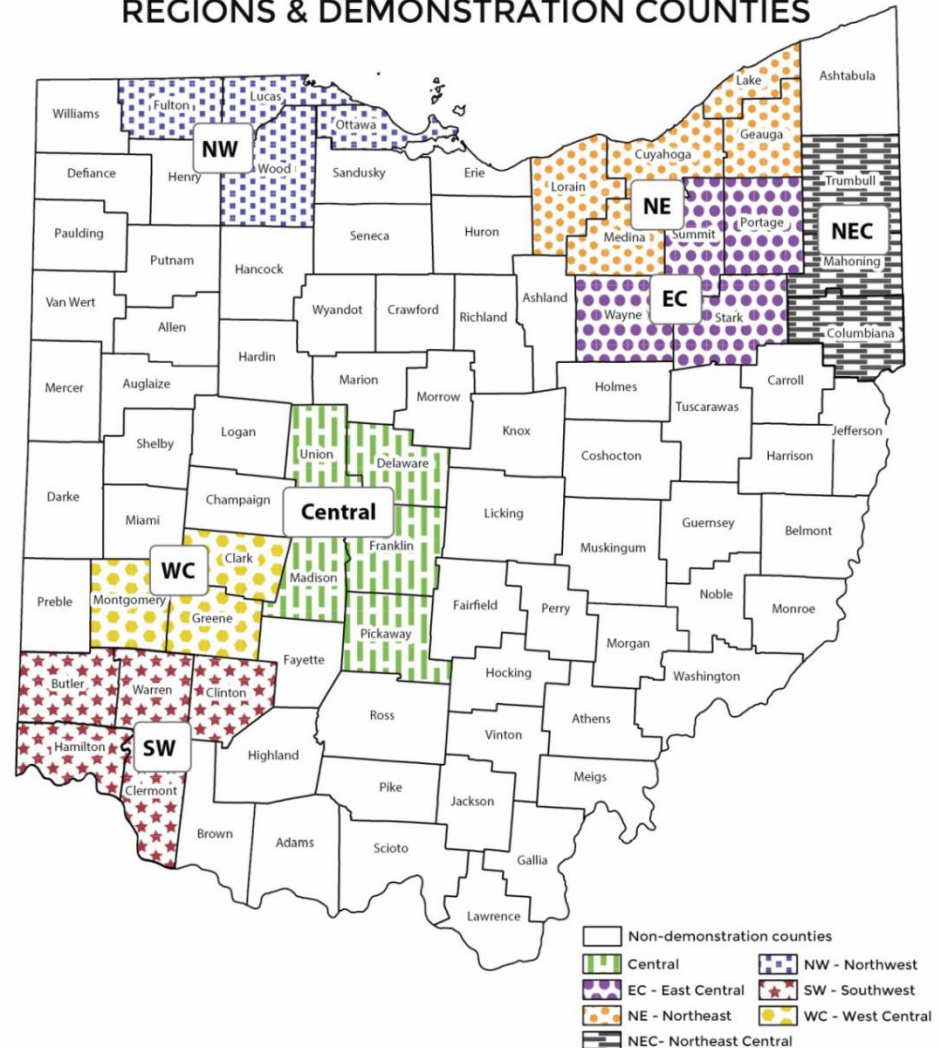 REGIONS & DEMONSTRATION COUNTIES
Williams
Fulton
Lucas
Ottawa
Lake
Ashtabula
Geauga
Cuyahoga
NW
Defiance
Henry
Wood
Sandusky
Erie
Lorain
Trumbull
NE
Paulding
Seneca
Huron
Medina
Summit
Portage
NEC
Mahoning
Putnam
Hancock
Van Wert
Wyandot
Crawford
Richland
Ashland
EC
Wayne
Stark
Columbiana
Allen
Hardin
Mercer
Auglaize
Marion
Morrow
Holmes
Carroll
Tuscarawas
Shelby
Logan
Union
Delaware
Knox
Coshocton
Harrison
Jefferson
Darke
Champaign
Miami
Central
Licking
Muskingum
Guernsey
Belmont
Clark
WC
Franklin
Madison
Preble
Montgomery
Greene
Fairfield
Perry
Noble
Monroe
Pickaway
Morgan
Fayette
Hocking
Washington
Butler
Warren
Clinton
Ross
Vinton
Athens
Hamilton
SW
Highland
Clermont
Pike
Jackson
Meigs
Brown
Adams
Scioto
Gallia
Lawrence
Non-demonstration counties
Central
NW - Northwest
EC - East Central
SW - Southwest
NE - Northeast
WC - West Central
NEC- Northeast Central